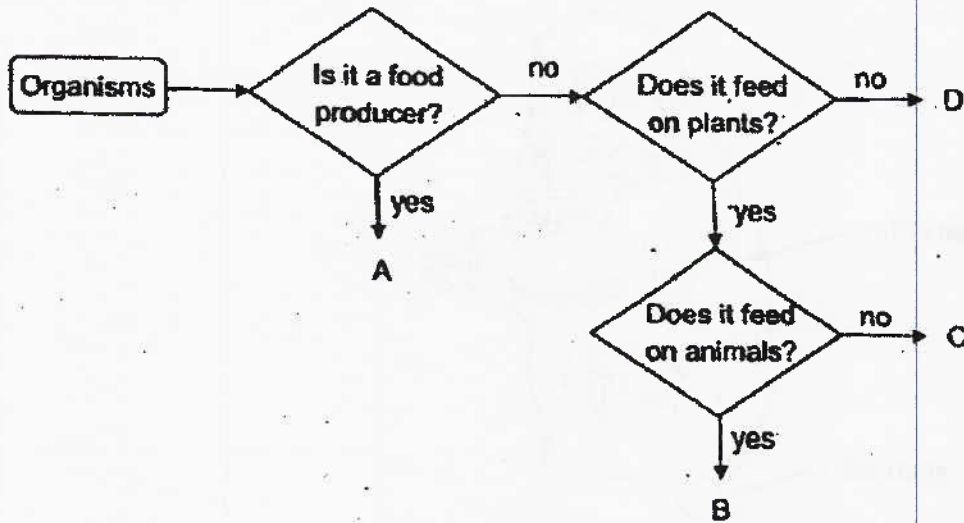 Organisms
Is it a food
producer?
no
Does it feed
on plants?
no
D
yes
A
yes
Does it feed
on animals?
no
C
yes
B